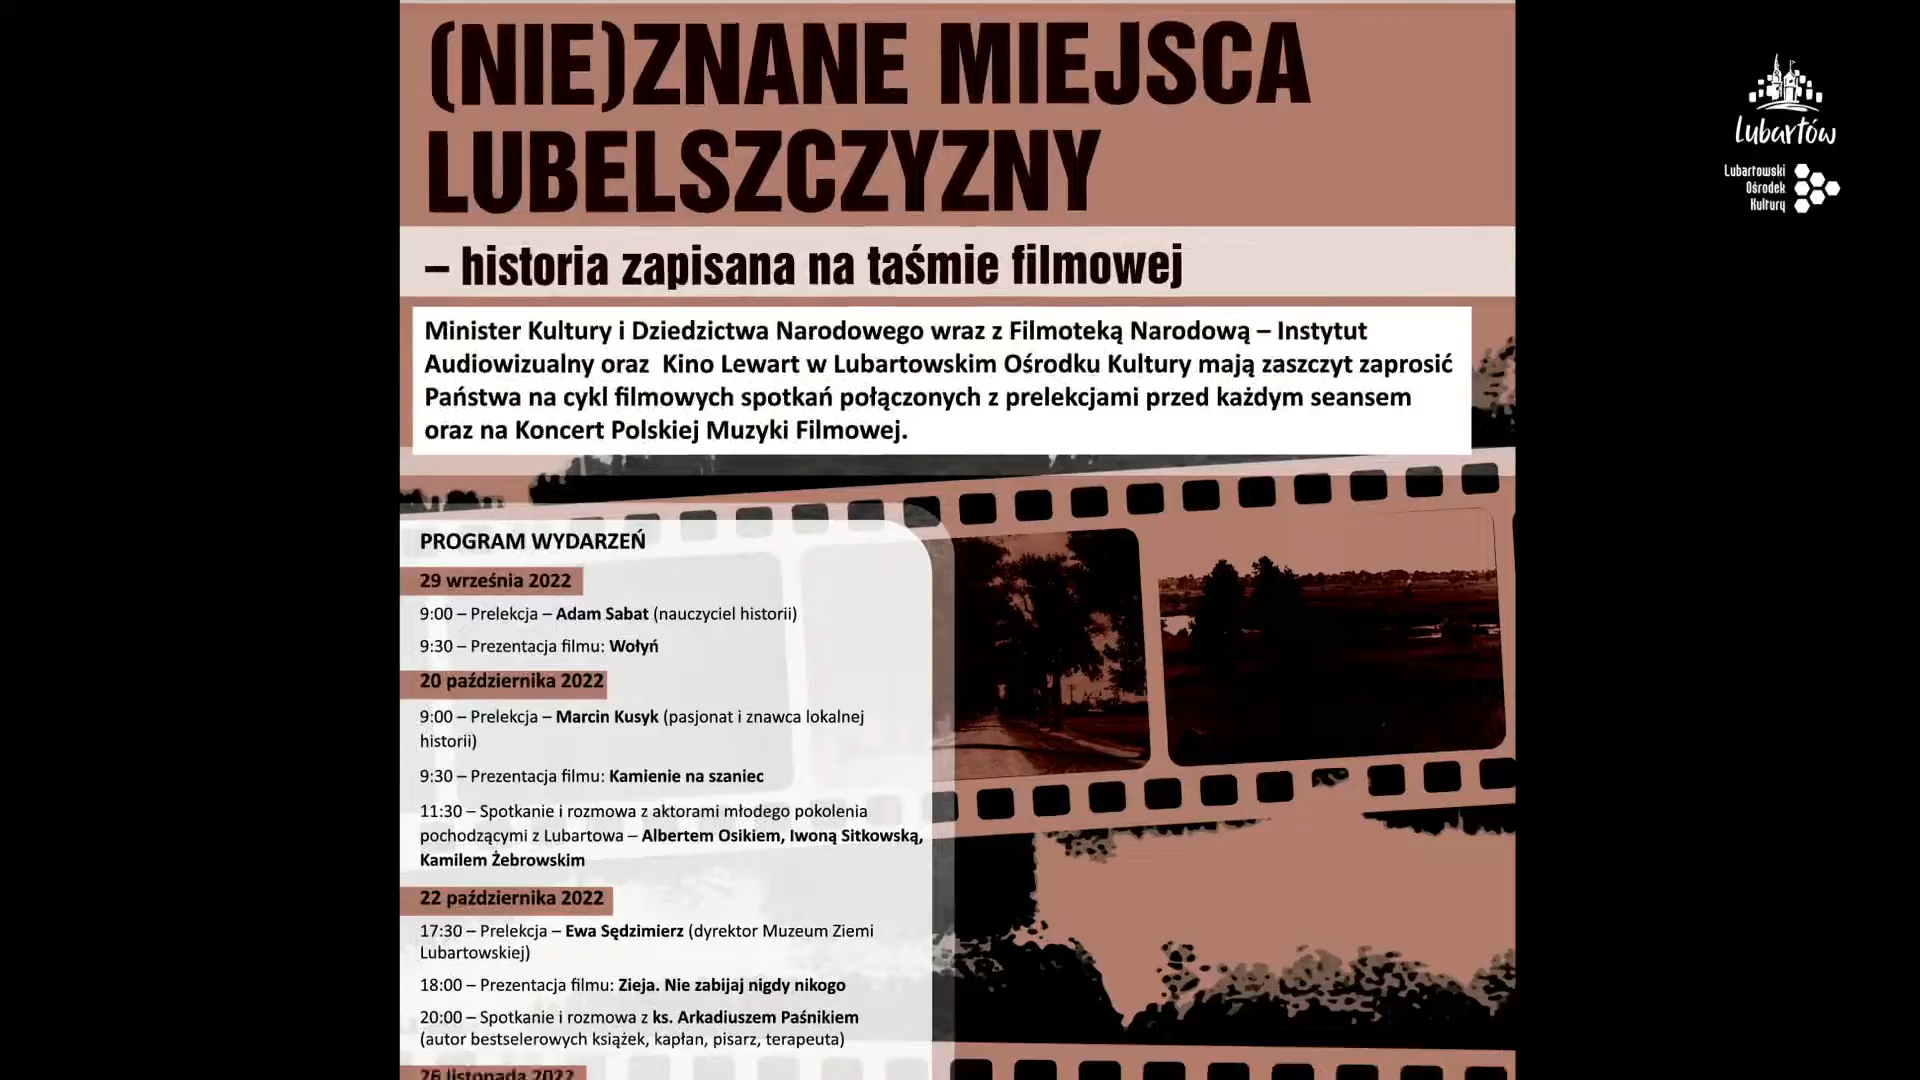 (NIE)ZNANE MIEJSCA
LUBELSZCZYZNY
– historia zapisana na taśmie filmowej
Minister Kultury i Dziedzictwa Narodowego wraz z Filmoteką Narodową – Instytut
Audiowizualny oraz Kino Lewart w Lubartowskim Ośrodku Kultury mają zaszczyt zaprosić
Państwa na cykl filmowych spotkań połączonych z prelekcjami przed każdym seansem
oraz na Koncert Polskiej Muzyki Filmowej.
PROGRAM WYDARZEŃ
29 września 2022
9:00 – Prelekcja – Adam Sabat (nauczyciel historii)
9:30 – Prezentacja filmu: Wołyń
20 października 2022
9:00 – Prelekcja – Marcin Kusyk (pasjonat i znawca lokalnej
historii)
9:30 – Prezentacja filmu: Kamienie na szaniec
11:30 – Spotkanie i rozmowa z aktorami młodego pokolenia
pochodzącymi z Lubartowa – Albertem Osikiem, Iwoną Sitkowską,
Kamilem Żebrowskim
22 października 2022
17:30 – Prelekcja – Ewa Sędzimierz (dyrektor Muzeum Ziemi
Lubartowskiej)
18:00 – Prezentacja filmu: Zieja. Nie zabijaj nigdy nikogo
20:00 – Spotkanie i rozmowa z ks. Arkadiuszem Paśnikiem
(autor bestselerowych książek, kapłan, pisarz, terapeuta)
26 listopada 2022
Lubartów
Lubartowski
Ośrodek
Kultury